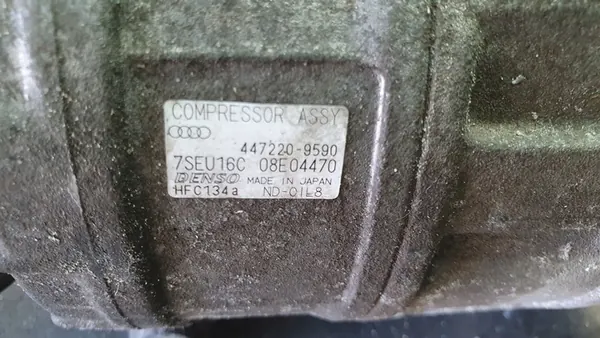 COMPRESSOR ASSY
447220-9590
7SEU16C 08E04470
DENSO MADE IN JAPAN
HFC134a ND-OIL8